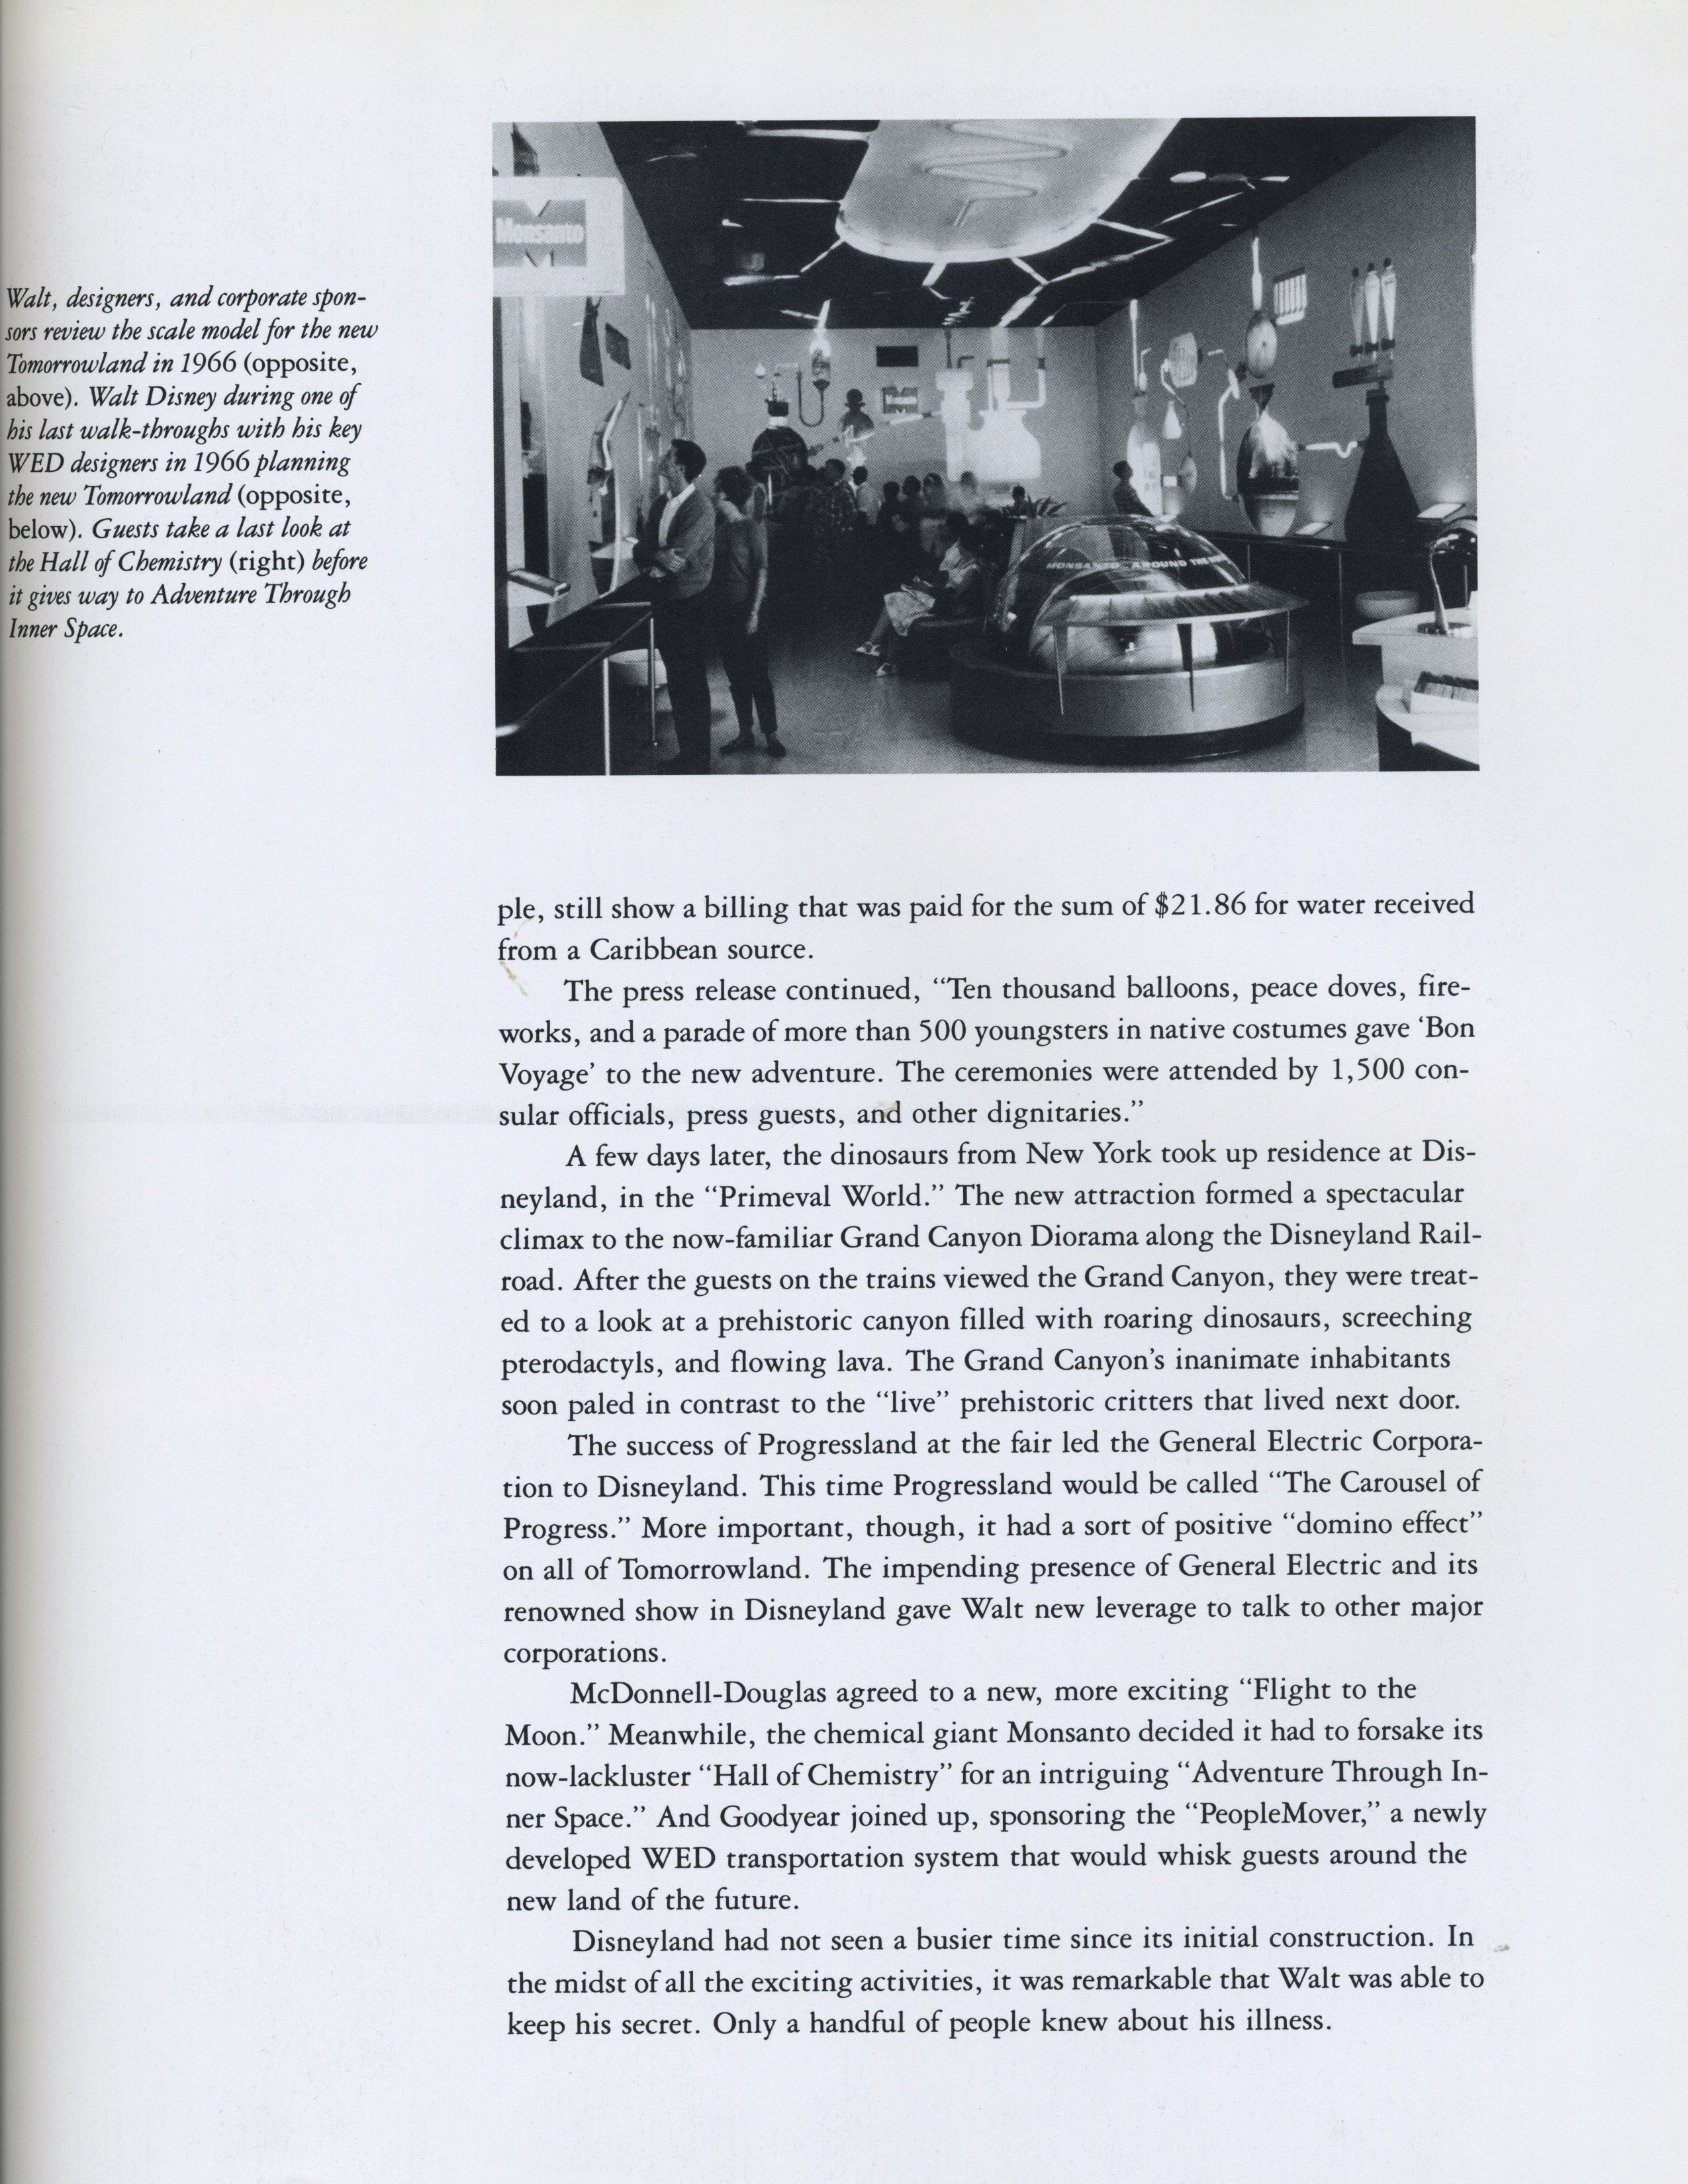 Monsanto
MONSANTO AROUND THE
Walt, designers, and corporate spon-
sors review the scale model for the new
Tomorrowland in 1966 (opposite,
above). Walt Disney during one of
his last walk-throughs with his key
WED designers in 1966 planning
the new Tomorrowland (opposite,
below). Guests take a last look at
the Hall of Chemistry (right) before
it gives way to Adventure Through
Inner Space.
ple, still show a billing that was paid for the sum of $21.86 for water received
from a Caribbean source.
The press release continued, “Ten thousand balloons, peace doves, fire-
works, and a parade of more than 500 youngsters in native costumes gave ‘Bon
Voyage’ to the new adventure. The ceremonies were attended by 1,500 con-
sular officials, press guests, and other dignitaries.”
A few days later, the dinosaurs from New York took up residence at Dis-
neyland, in the “Primeval World.” The new attraction formed a spectacular
climax to the now-familiar Grand Canyon Diorama along the Disneyland Rail-
road. After the guests on the trains viewed the Grand Canyon, they were treat-
ed to a look at a prehistoric canyon filled with roaring dinosaurs, screeching
pterodactyls, and flowing lava. The Grand Canyon’s inanimate inhabitants
soon paled in contrast to the “live” prehistoric critters that lived next door.
The success of Progressland at the fair led the General Electric Corpora-
tion to Disneyland. This time Progressland would be called “The Carousel of
Progress.” More important, though, it had a sort of positive “domino effect”
on all of Tomorrowland. The impending presence of General Electric and its
renowned show in Disneyland gave Walt new leverage to talk to other major
corporations.
McDonnell-Douglas agreed to a new, more exciting “Flight to the
Moon.” Meanwhile, the chemical giant Monsanto decided it had to forsake its
now-lackluster “Hall of Chemistry” for an intriguing “Adventure Through In-
ner Space.” And Goodyear joined up, sponsoring the “PeopleMover,” a newly
developed WED transportation system that would whisk guests around the
new land of the future.
Disneyland had not seen a busier time since its initial construction. In
the midst of all the exciting activities, it was remarkable that Walt was able to
keep his secret. Only a handful of people knew about his illness.